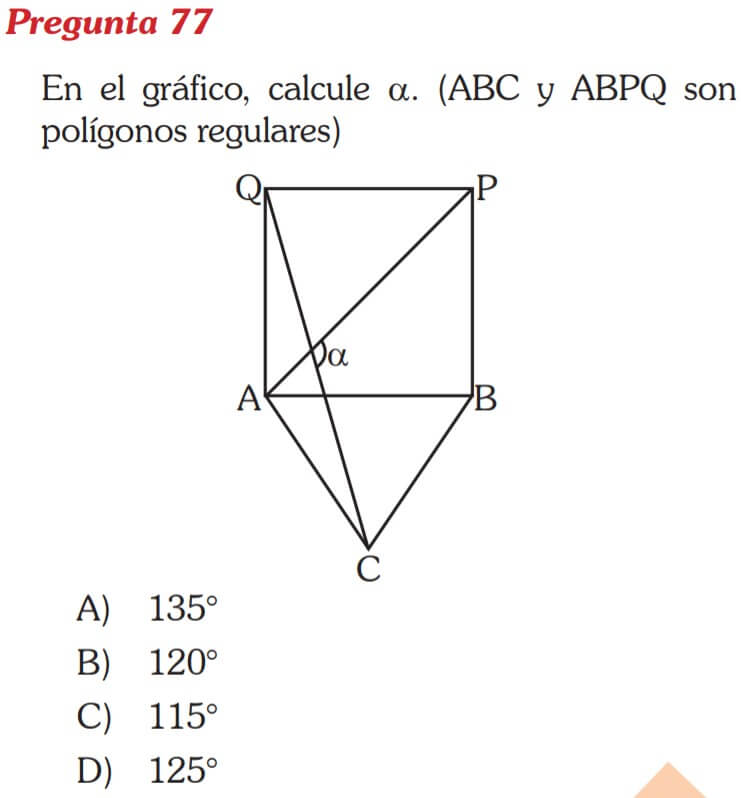 Pregunta 77
En el gráfico, calcule α. (ABC y ABPQ son
polígonos regulares)
Q P
α
A B
C
A) 135°
B) 120°
C) 115°
D) 125°